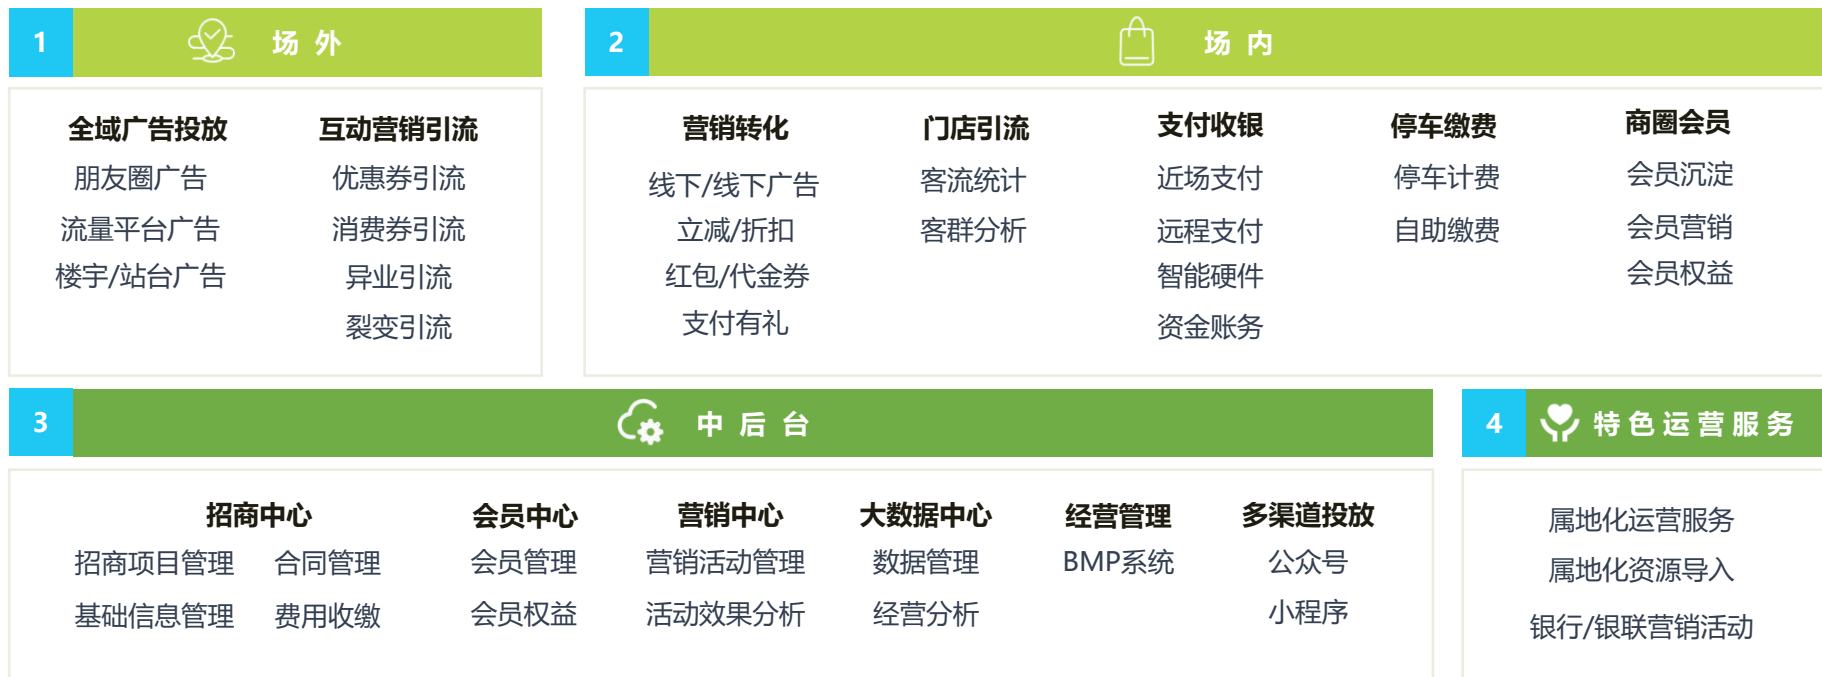 1 场外
全域广告投放 互动营销引流
朋友圈广告 优惠券引流
流量平台广告 消费券引流
楼宇/站台广告 异业引流
裂变引流
2 场内
营销转化 门店引流 支付收银 停车缴费 商圈会员
线下/线下广告 客流统计 近场支付 停车计费 会员沉淀
立减/折扣 客群分析 远程支付 自助缴费 会员营销
红包/代金券 智能硬件 会员权益
支付有礼 资金账务
3 中后台
招商中心 会员中心 营销中心 大数据中心 经营管理 多渠道投放
招商项目管理 合同管理 会员管理 营销活动管理 数据管理 BMP系统 公众号
基础信息管理 费用收缴 会员权益 活动效果分析 经营分析 小程序
4 特色运营服务
属地化运营服务
属地化资源导入
银行/银联营销活动